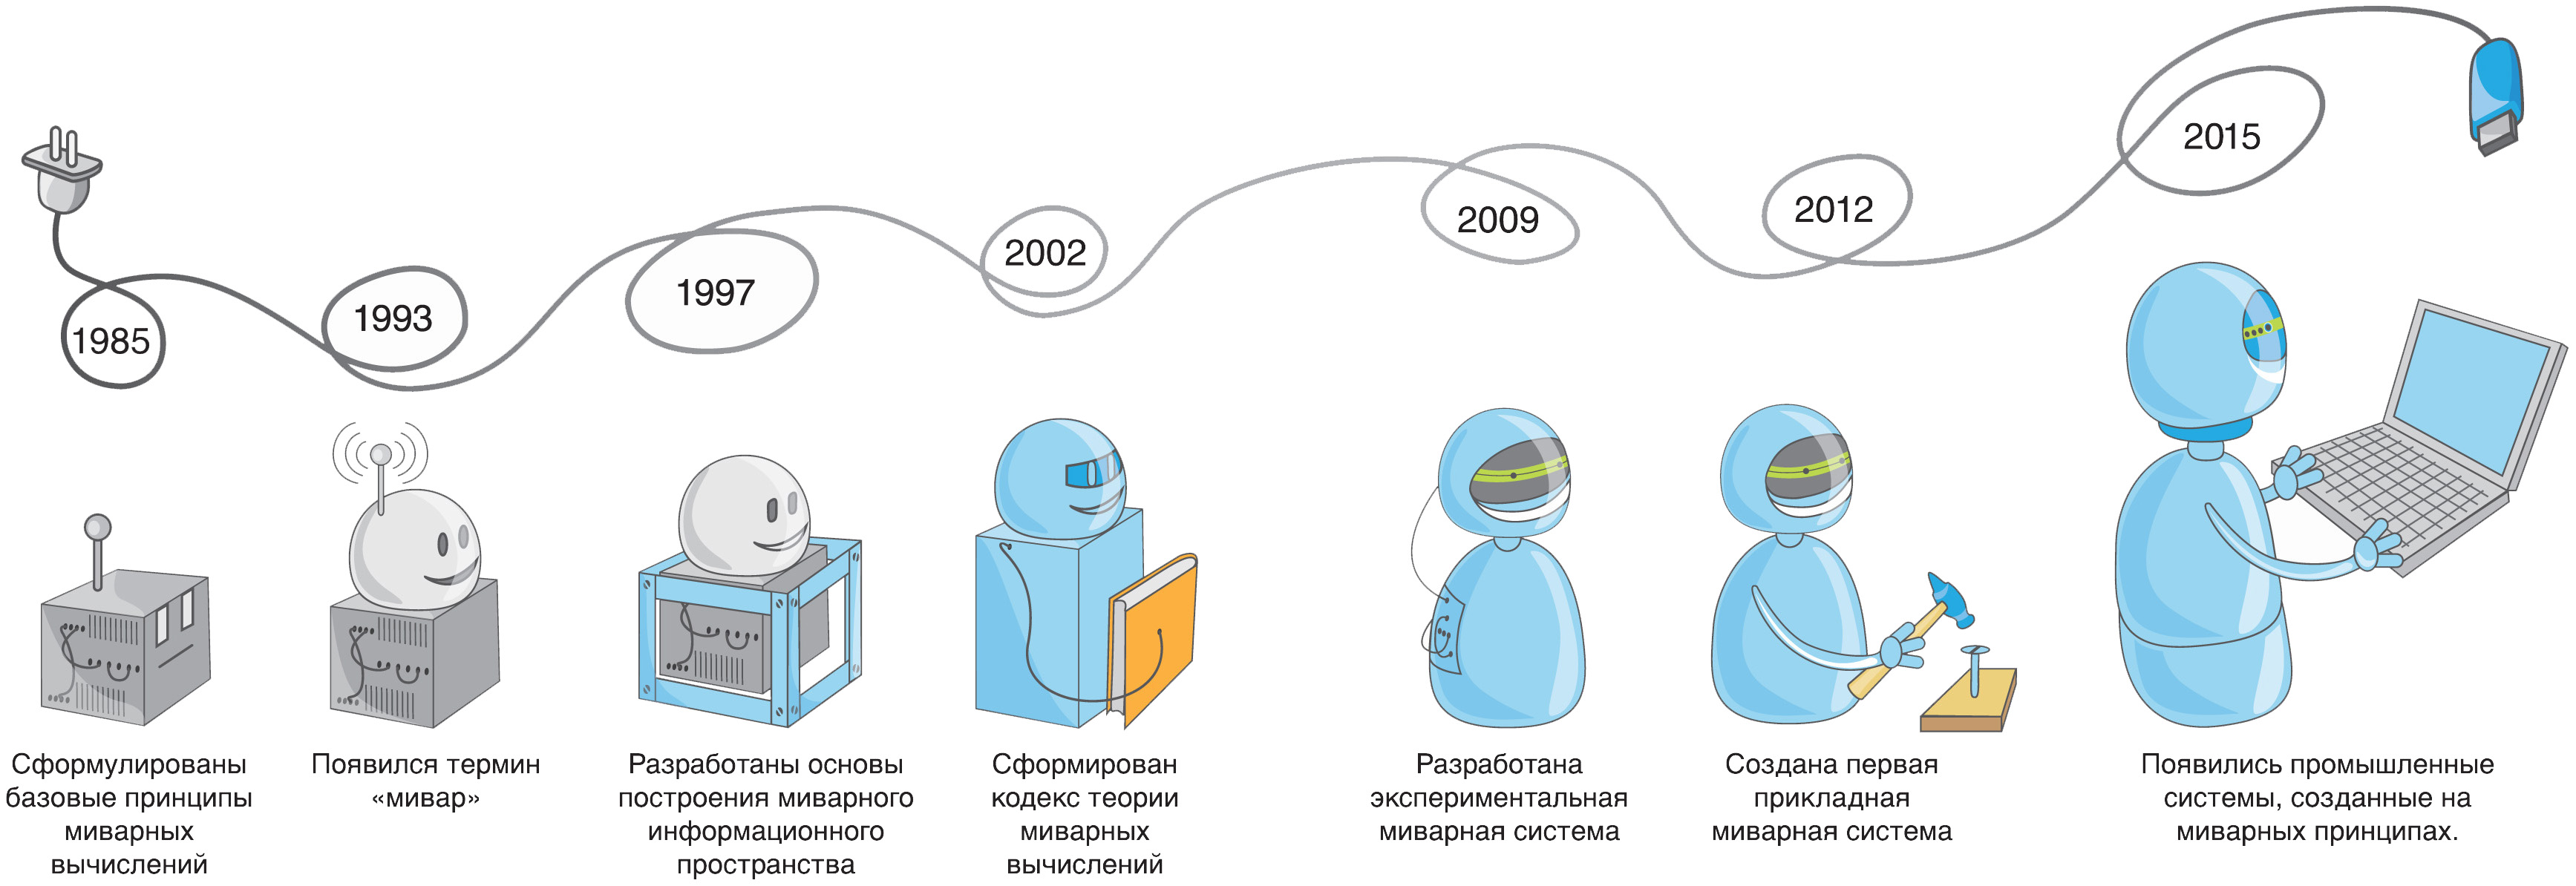 1985
1993
1997
2002
2009
2012
2015
Сформулированы
базовые принципы
миварных
вычислений
Появился термин
«мивар»
Разработаны основы
построения миварного
информационного
пространства
Сформирован
кодекс теории
миварных
вычислений
Разработана
экспериментальная
миварная система
Создана первая
прикладная
миварная система
Появились промышленные
системы, созданные на
миварных принципах.